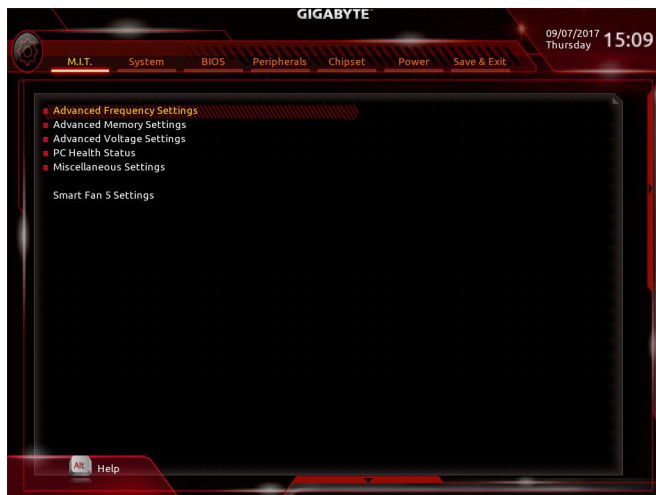 GIGABYTE™
09/07/2017 15:09
Thursday
M.I.T. System BIOS Peripherals Chipset Power Save & Exit
Advanced Frequency Settings
Advanced Memory Settings
Advanced Voltage Settings
PC Health Status
Miscellaneous Settings
Smart Fan 5 Settings
Alt Help